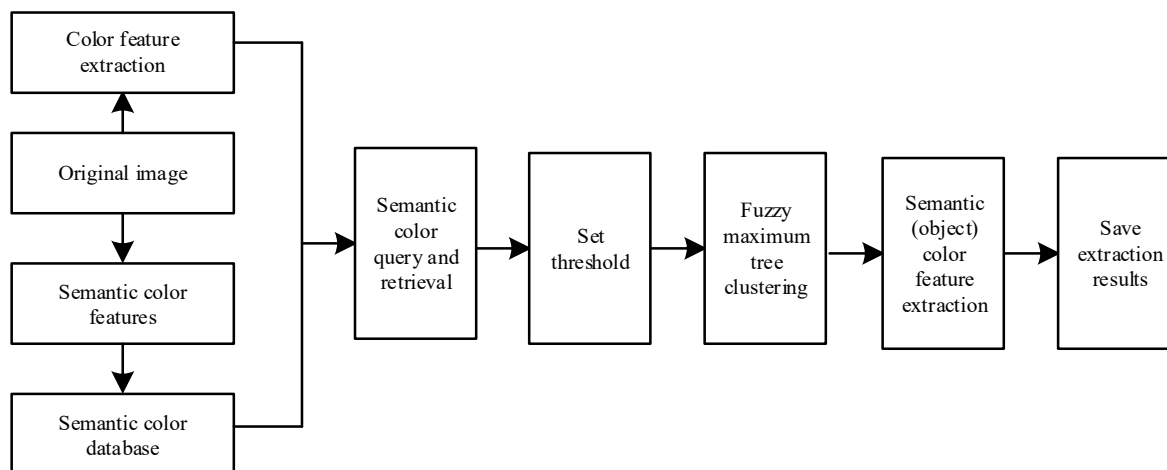 Color feature
extraction
Original image
Semantic color
features
Semantic color
database
Semantic
color
query and
retrieval
Set
threshold
Fuzzy
maximum
tree
clustering
Semantic
(object)
color
feature
extraction
Save
extraction
results